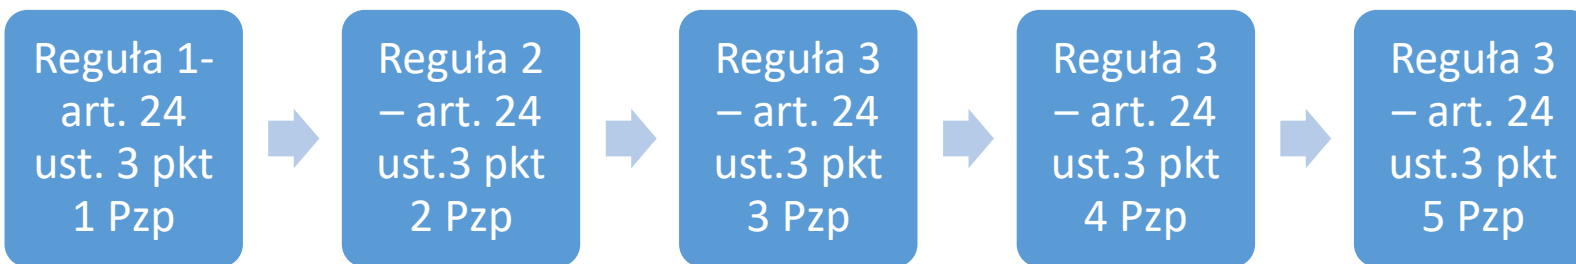 Reguła 1-
art. 24
ust. 3 pkt
1 Pzp
Reguła 2
– art. 24
ust.3 pkt
2 Pzp
Reguła 3
– art. 24
ust.3 pkt
3 Pzp
Reguła 3
– art. 24
ust.3 pkt
4 Pzp
Reguła 3
– art. 24
ust.3 pkt
5 Pzp